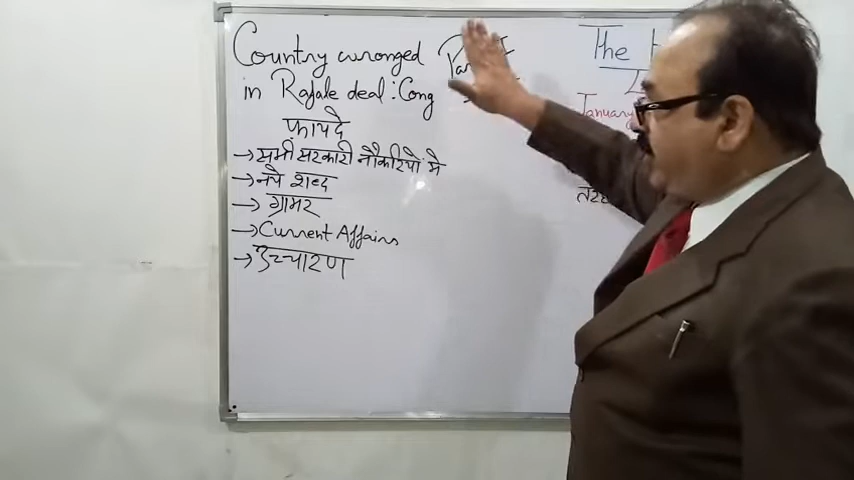 Country wronged
in Rafale deal : Cong
फ़ायदे
→ सभी सरकारी नौकरियों में
→ नये शब्द
→ ग्रामर
→ Current Affairs
→ उच्चारण
The
January